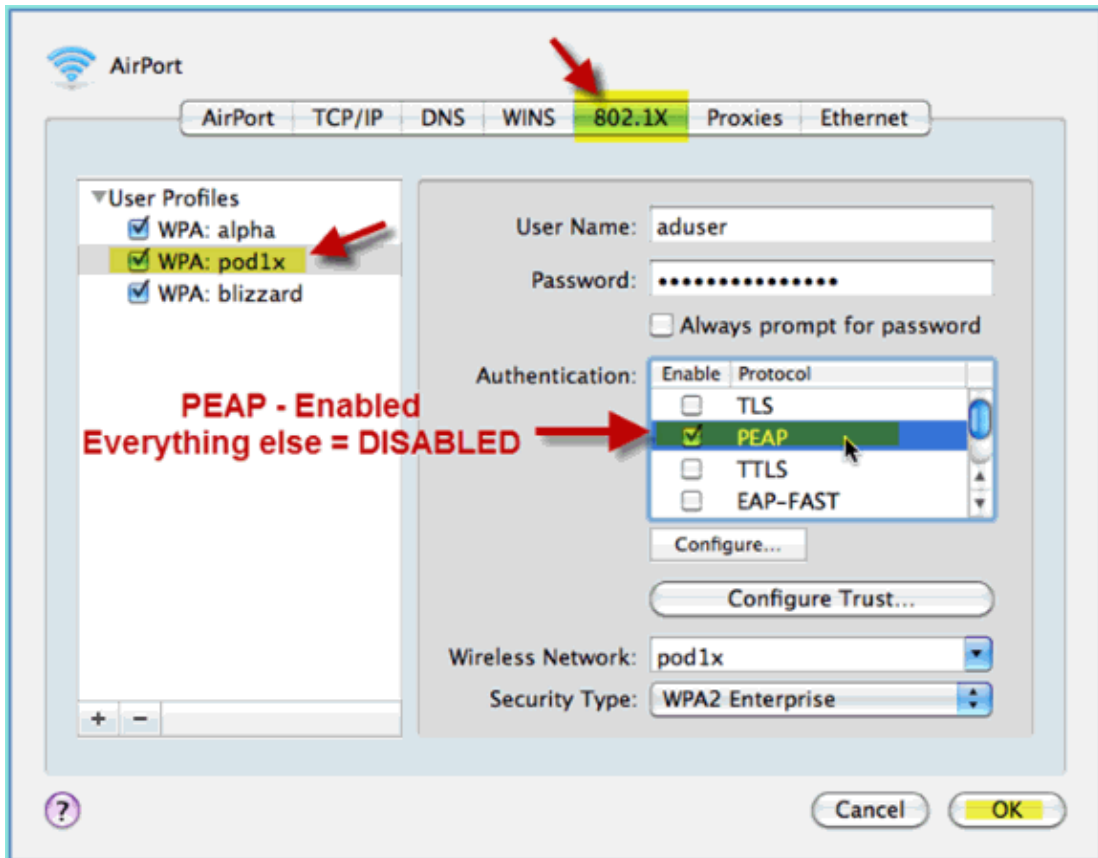 AirPort
AirPort TCP/IP DNS WINS 802.1X Proxies Ethernet
User Profiles
WPA: alpha
WPA: pod1x
WPA: blizzard
User Name: aduser
Password: •••••••••••••••
Always prompt for password
Authentication:
Enable Protocol
TLS
PEAP
TTLS
EAP-FAST
PEAP - Enabled
Everything else = DISABLED
Configure...
Configure Trust...
Wireless Network: pod1x
Security Type: WPA2 Enterprise
+ −
?
Cancel OK